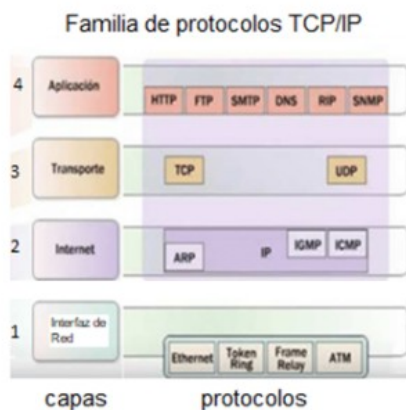 Familia de protocolos TCP/IP
4
Aplicación
HTTP FTP SMTP DNS RIP SNMP
3
Transporte
TCP UDP
2
Internet
ARP IP IGMP ICMP
1
Interfaz de
Red
Ethernet Token Ring Frame Relay ATM
capas protocolos